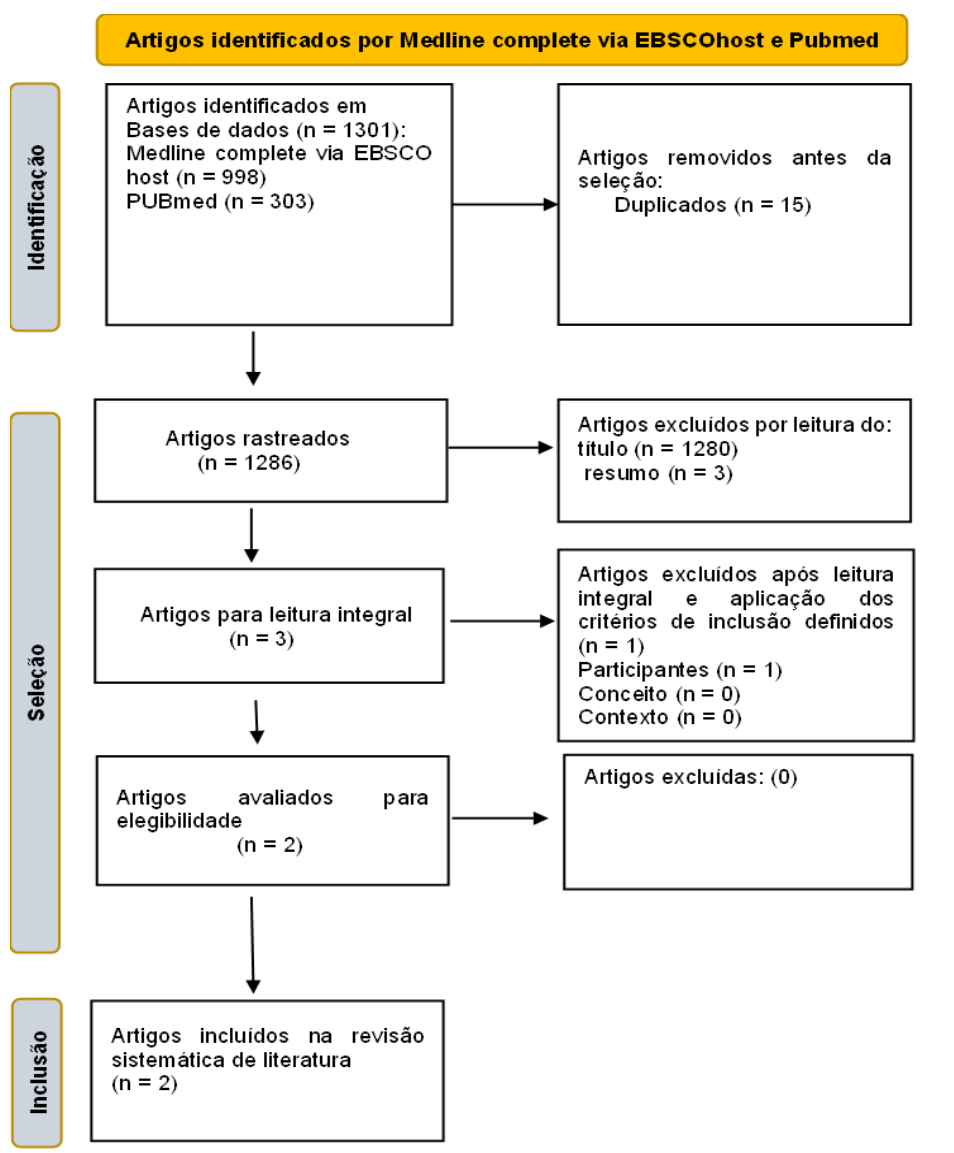 Artigos identificados por Medline complete via EBSCOhost e Pubmed
Identificação
Artigos identificados em
Bases de dados (n = 1301):
Medline complete via EBSCO
host (n = 998)
PUBmed (n = 303)
Artigos removidos antes da
seleção:
Duplicados (n = 15)
Seleção
Artigos rastreados
(n = 1286)
Artigos excluídos por leitura do:
título (n = 1280)
resumo (n = 3)
Artigos para leitura integral
(n = 3)
Artigos excluídos após leitura
integral e aplicação dos
critérios de inclusão definidos
(n = 1)
Participantes (n = 1)
Conceito (n = 0)
Contexto (n = 0)
Artigos avaliados para
elegibilidade
(n = 2)
Artigos excluídas: (0)
Inclusão
Artigos incluídos na revisão
sistemática de literatura
(n = 2)